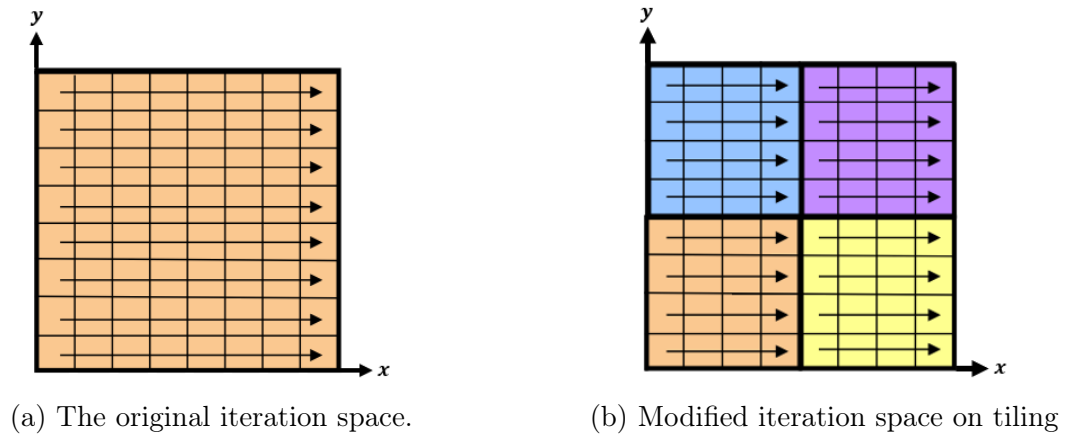 y
y
x
x
(a) The original iteration space.
(b) Modified iteration space on tiling